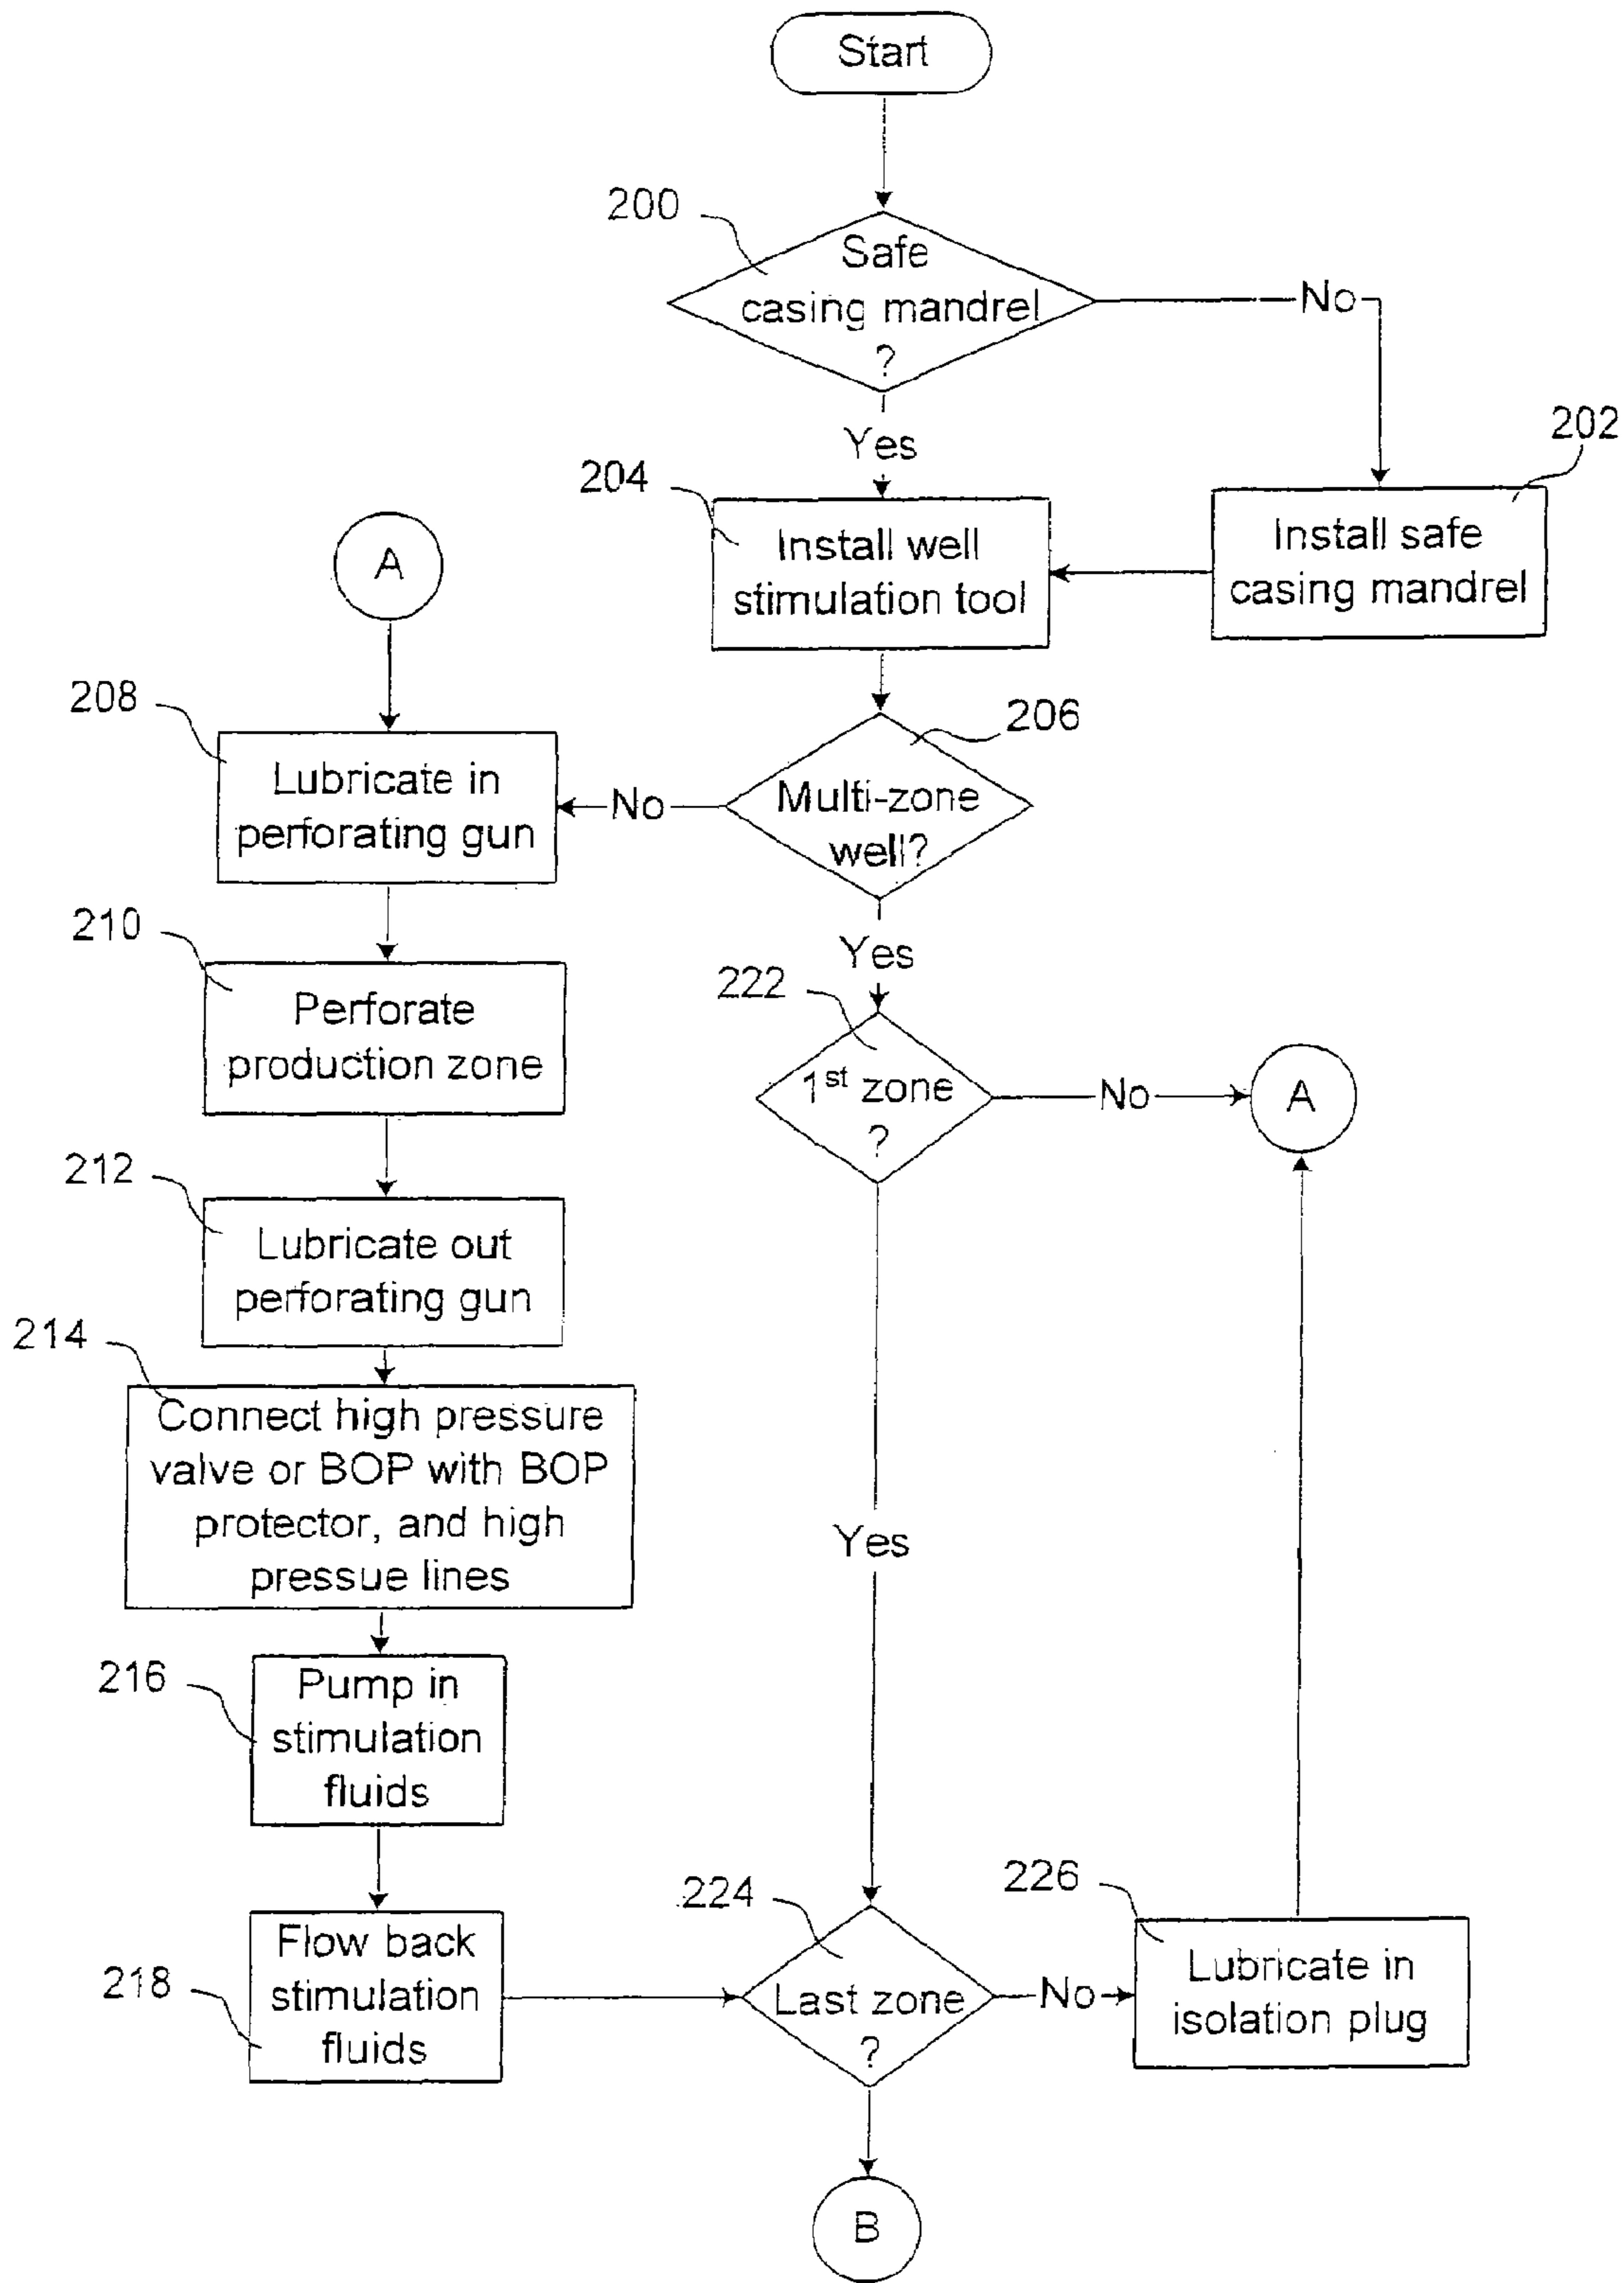 Start
200
Safe
casing mandrel
?
No
Yes
202
204
Install well
stimulation tool
Install safe
casing mandrel
A
206
208
Multi-zone
well?
No
Lubricate in
perforating gun
210
Yes
Perforate
production zone
222
1st zone
?
No
A
212
Lubricate out
perforating gun
214
Connect high pressure
valve or BOP with BOP
protector, and high
pressue lines
Yes
216
Pump in
stimulation
fluids
218
Flow back
stimulation
fluids
224
Last zone
?
No
226
Lubricate in
isolation plug
B